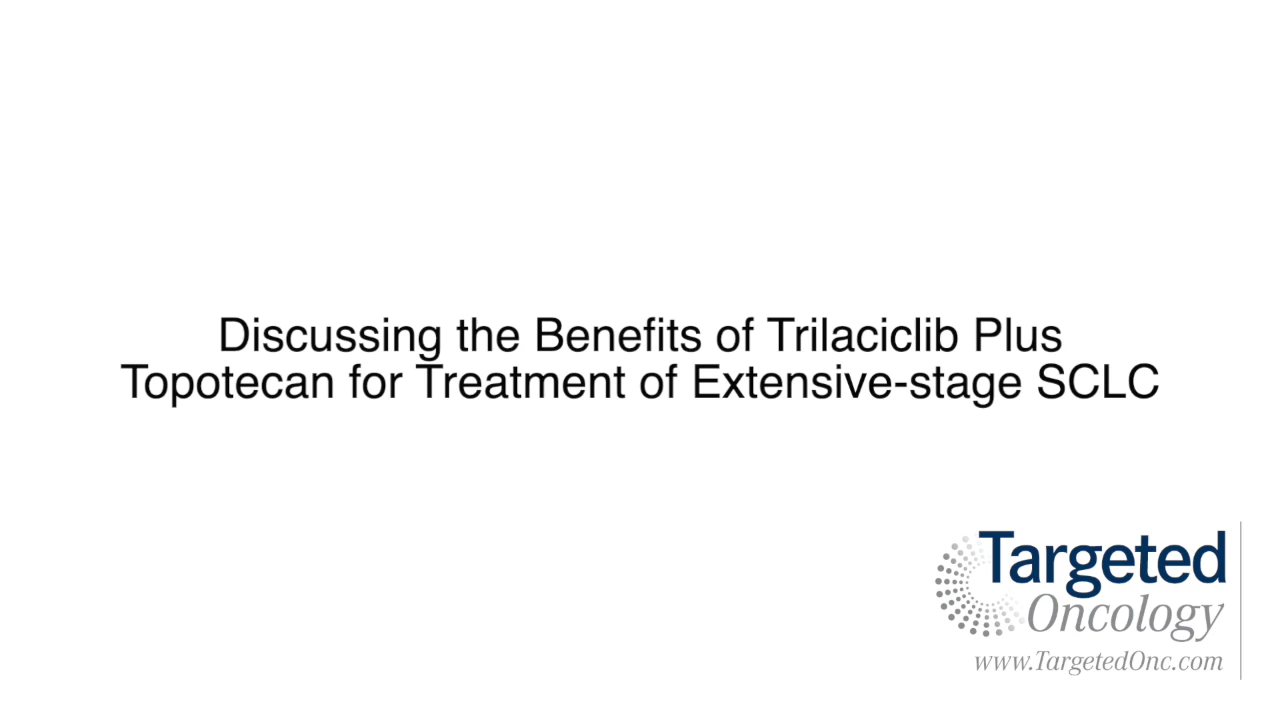 Discussing the Benefits of Trilaciclib Plus
Topotecan for Treatment of Extensive-stage SCLC
Targeted
Oncology
www.TargetedOnc.com